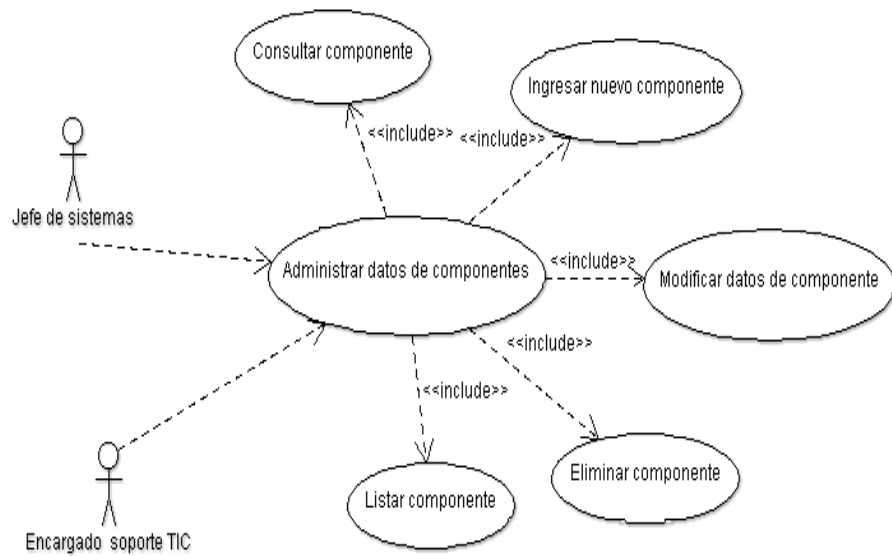 Consultar componente
Ingresar nuevo componente
<<include>>
<<include>>
Jefe de sistemas
Administrar datos de componentes
<<include>>
Modificar datos de componente
<<include>>
<<include>>
Listar componente
Eliminar componente
Encargado soporte TIC